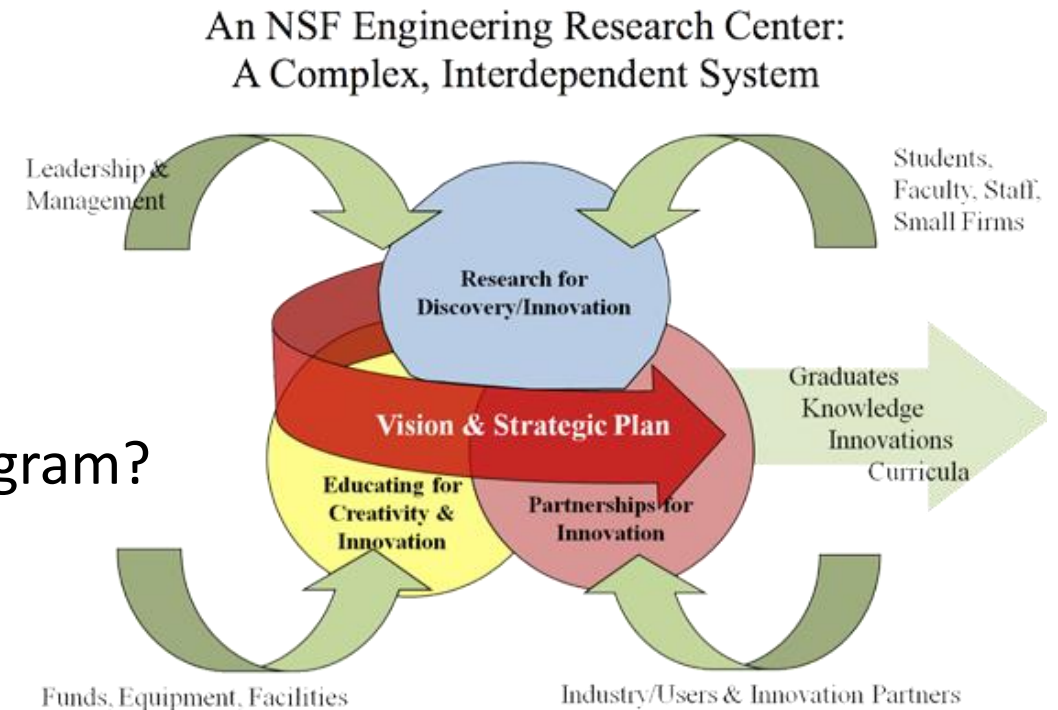 An NSF Engineering Research Center:
A Complex, Interdependent System
Leadership &
Management
Students,
Faculty, Staff,
Small Firms
Research for
Discovery/Innovation
Vision & Strategic Plan
Graduates
Knowledge
Innovations
Curricula
gram?
Educating for
Creativity &
Innovation
Partnerships for
Innovation
Funds, Equipment, Facilities
Industry/Users & Innovation Partners